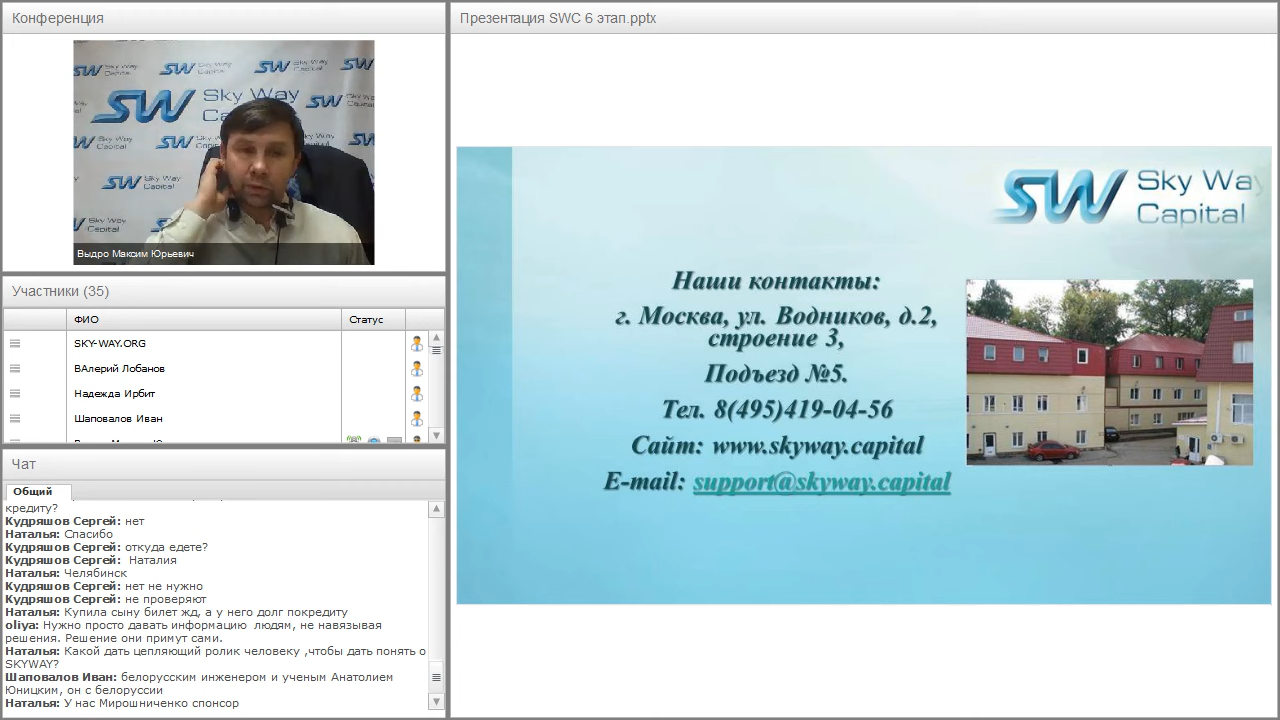 Конференция
SW Sky Way
Capital
Выдро Максим Юрьевич
Участники (35)
ФИО
Статус
SKY-WAY.ORG
ВАлерий Лобанов
Надежда Ирбит
Шаповалов Иван
Чат
Общий
кредиту?
Кудряшов Сергей: нет
Наталья: Спасибо
Кудряшов Сергей: откуда едете?
Кудряшов Сергей: Наталия
Наталья: Челябинск
Кудряшов Сергей: нет не нужно
Кудряшов Сергей: не проверяют
Наталья: Купила сыну билет жд, а у него долг покредиту
oliya: Нужно просто давать информацию людям, не навязывая
решения. Решение они примут сами.
Наталья: Какой дать цепляющий ролик человеку ,чтобы дать понять о
SKYWAY?
Шаповалов Иван: белорусским инженером и ученым Анатолием
Юницким, он с белоруссии
Наталья: У нас Мирошниченко спонсор
Презентация SWC 6 этап.pptx
SW Sky Way
Capital
Наши контакты:
г. Москва, ул. Водников, д.2,
строение 3,
Подъезд №5.
Тел. 8(495)419-04-56
Сайт: www.skyway.capital
E-mail: support@skyway.capital